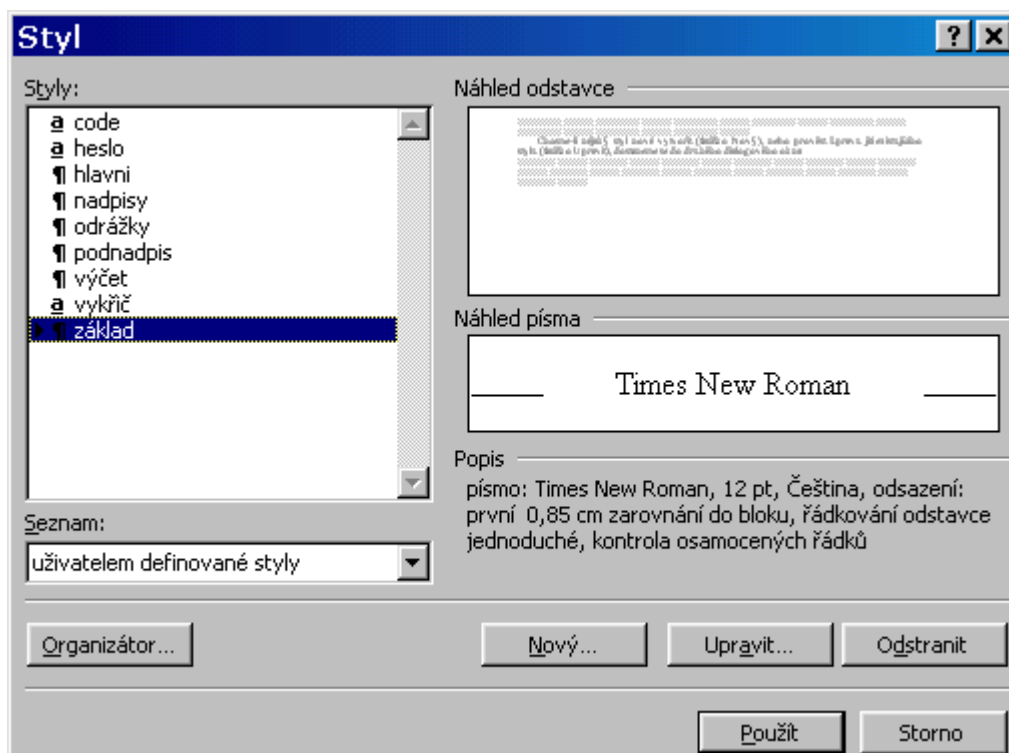 Styl
Styly:
a code
a heslo
¶ hlavni
¶ nadpisy
¶ odrážky
¶ podnadpis
¶ výčet
a vykřič
¶ základ
Seznam:
uživatelem definované styly
Náhled odstavce
Náhled písma
Times New Roman
Popis
písmo: Times New Roman, 12 pt, Čeština, odsazení:
první 0,85 cm zarovnání do bloku, řádkování odstavce
jednoduché, kontrola osamocených řádků
Organizátor...
Nový...
Upravit...
Odstranit
Použít
Storno